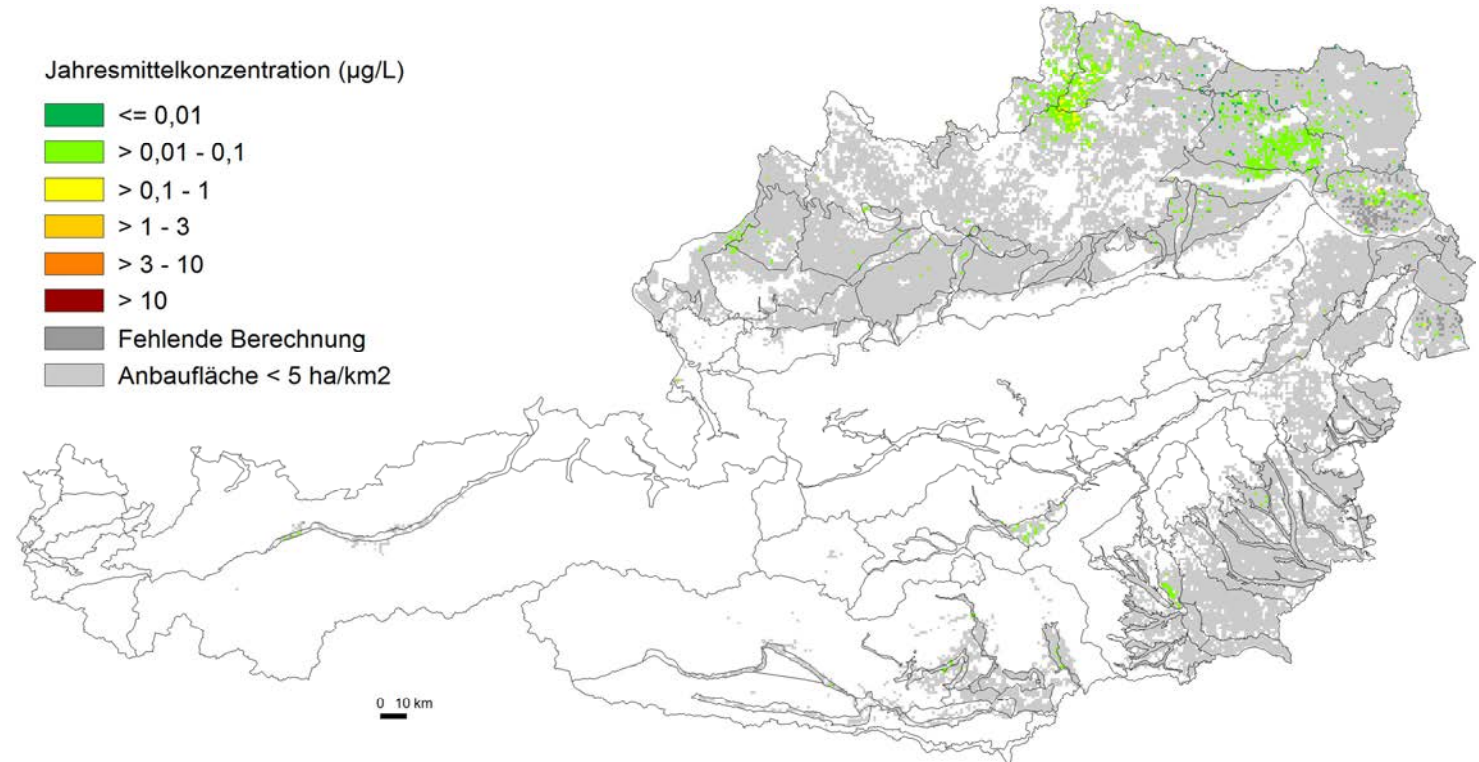 Jahresmittelkonzentration (µg/L)
<= 0,01
> 0,01 - 0,1
> 0,1 - 1
> 1 - 3
> 3 - 10
> 10
Fehlende Berechnung
Anbaufläche < 5 ha/km2
0 10 km